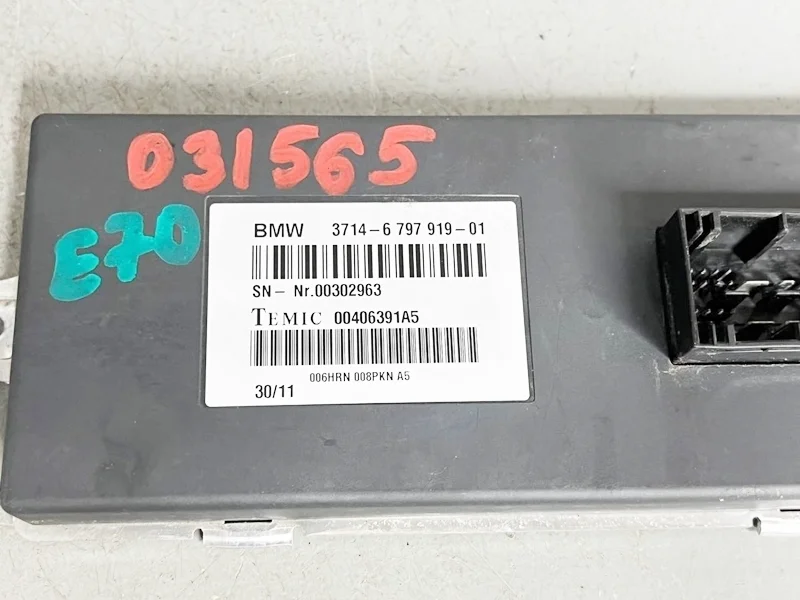 031565
E70
BMW 3714-6 797 919-01
SN- Nr.00302963
TEMIC 00406391A5
006HRN 008PKN A5
30/11